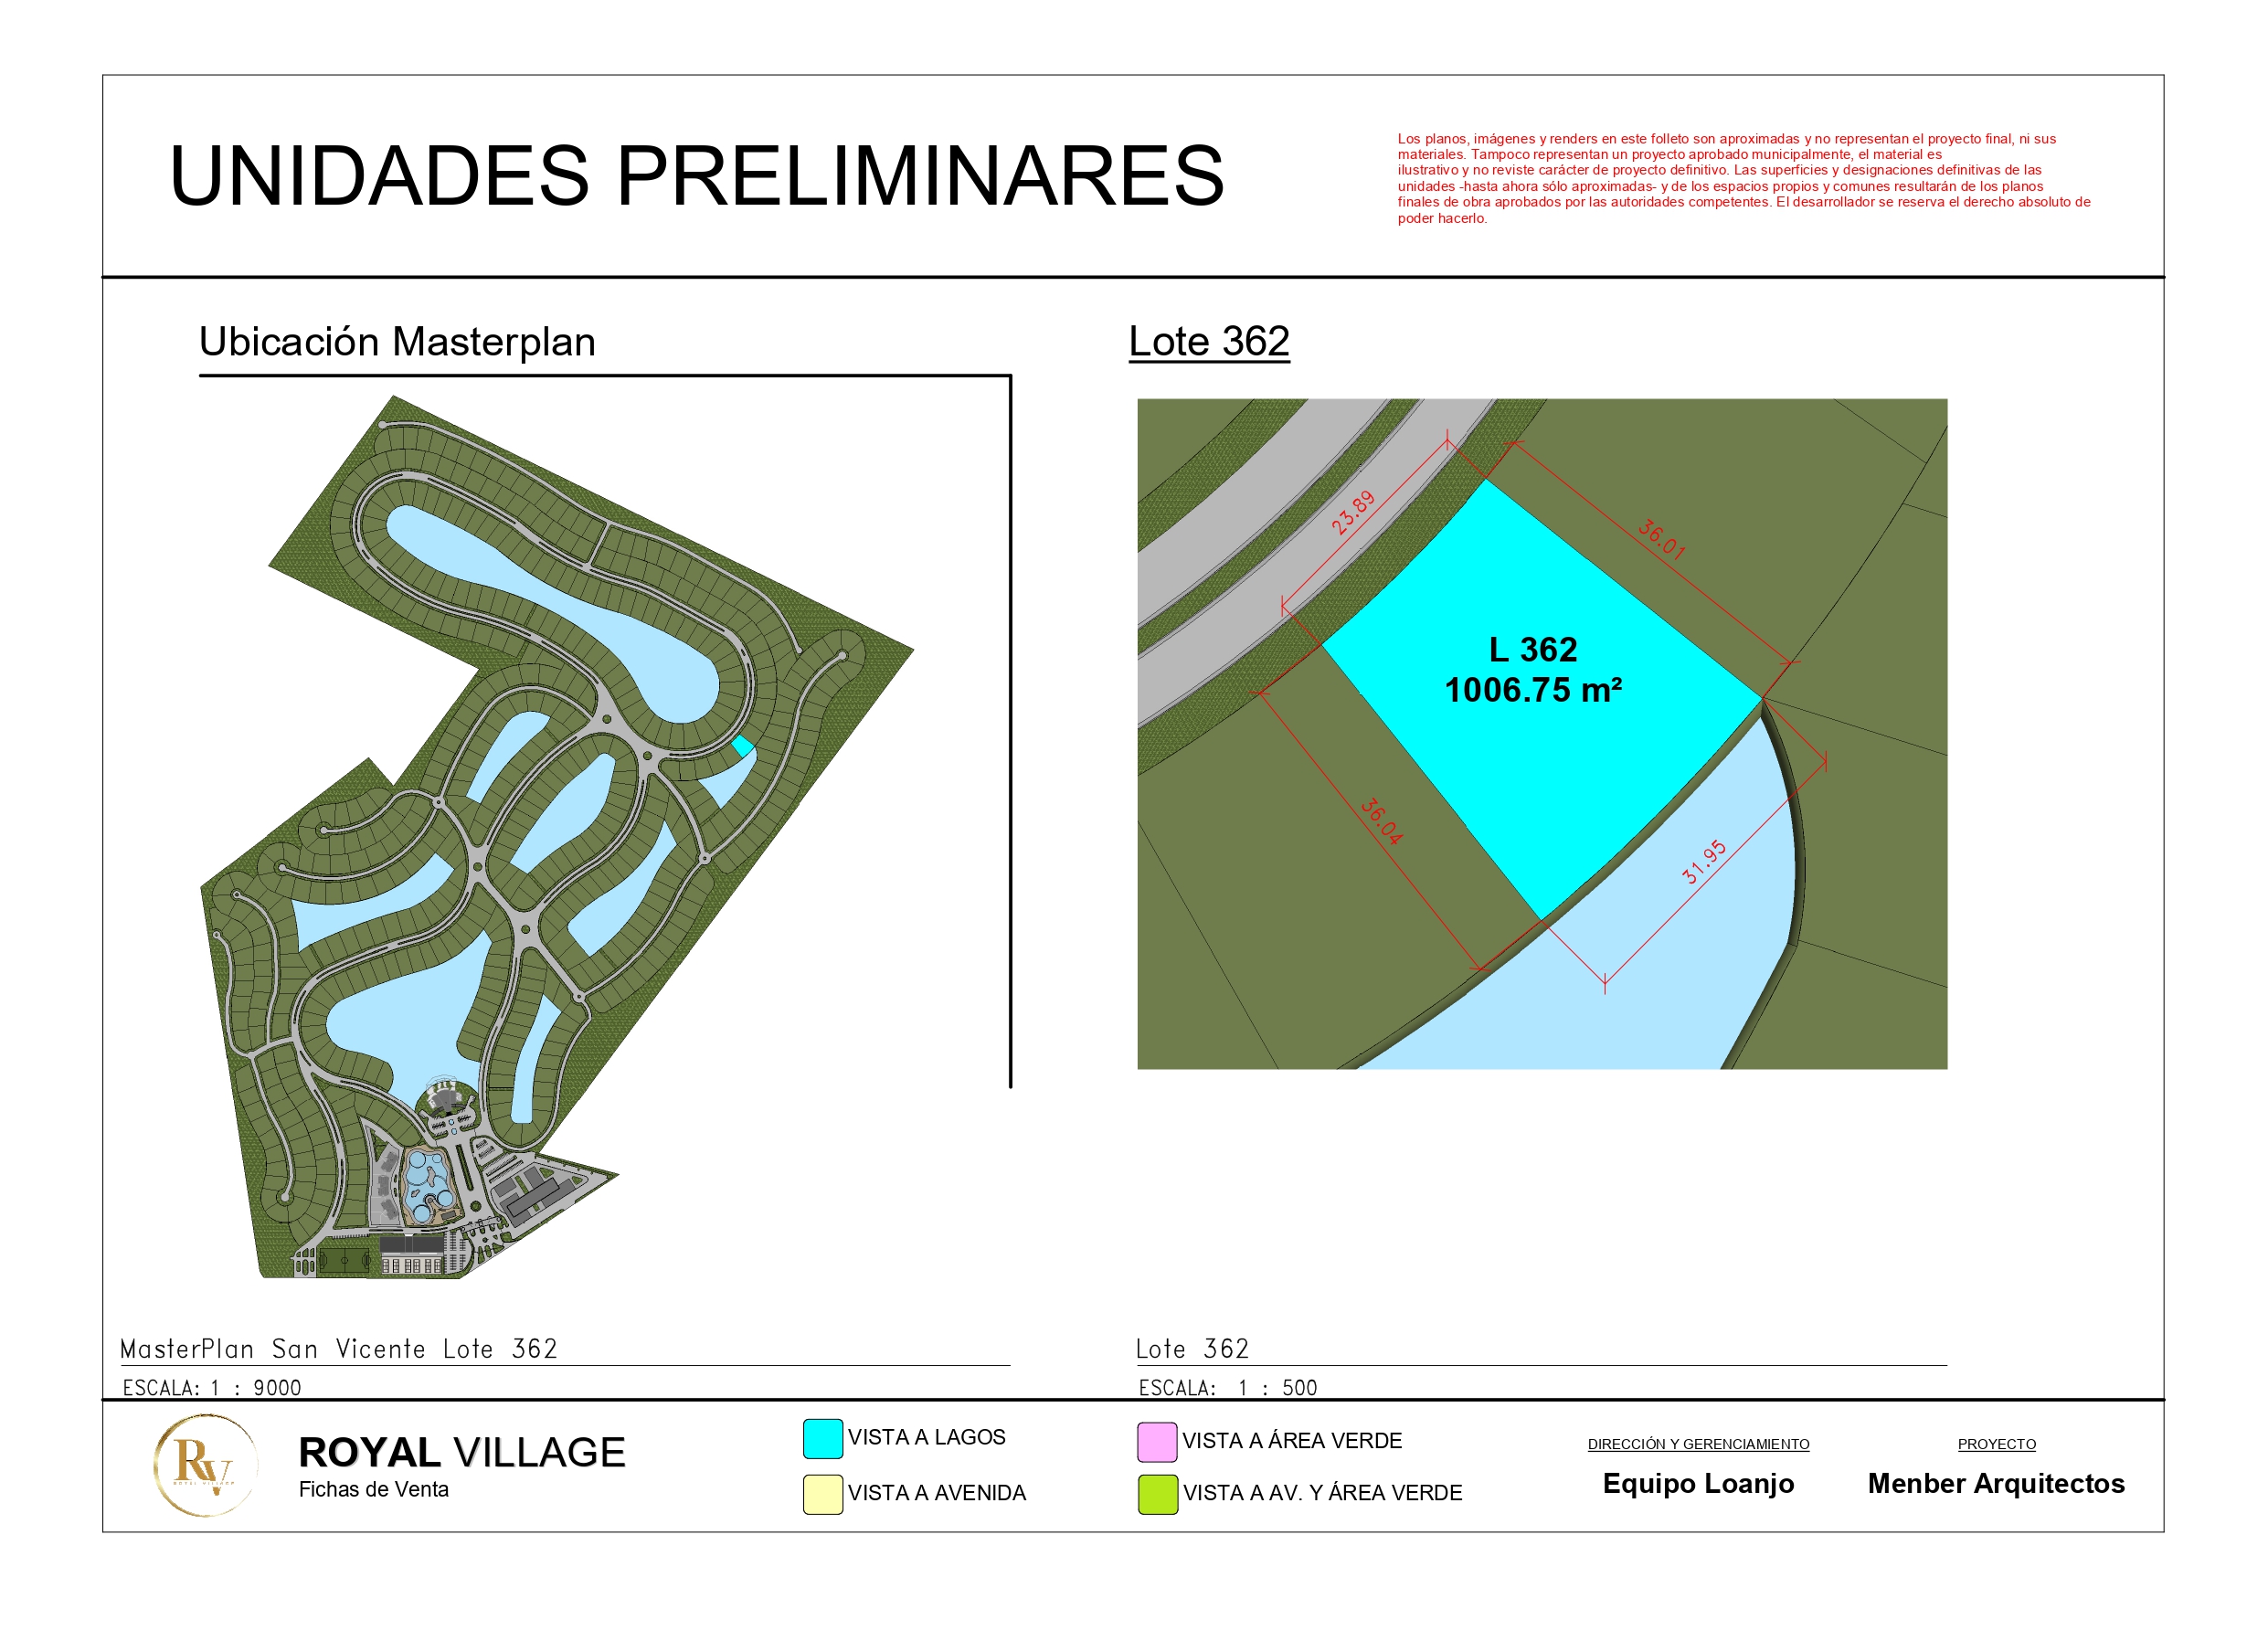 UNIDADES PRELIMINARES
Los planos, imágenes y renders en este folleto son aproximadas y no representan el proyecto final, ni sus
materiales. Tampoco representan un proyecto aprobado municipalmente, el material es
ilustrativo y no reviste carácter de proyecto definitivo. Las superficies y designaciones definitivas de las
unidades -hasta ahora sólo aproximadas- y de los espacios propios y comunes resultarán de los planos
finales de obra aprobados por las autoridades competentes. El desarrollador se reserva el derecho absoluto de
poder hacerlo.
Ubicación Masterplan
Lote 362
23.89
36.01
L 362
1006.75 m²
36.04
31.95
MasterPlan San Vicente Lote 362
ESCALA: 1 : 9000
Lote 362
ESCALA: 1 : 500
RV
ROYAL VILLAGE
ROYAL VILLAGE
Fichas de Venta
VISTA A LAGOS
VISTA A AVENIDA
VISTA A ÁREA VERDE
VISTA A AV. Y ÁREA VERDE
DIRECCIÓN Y GERENCIAMIENTO
Equipo Loanjo
PROYECTO
Menber Arquitectos